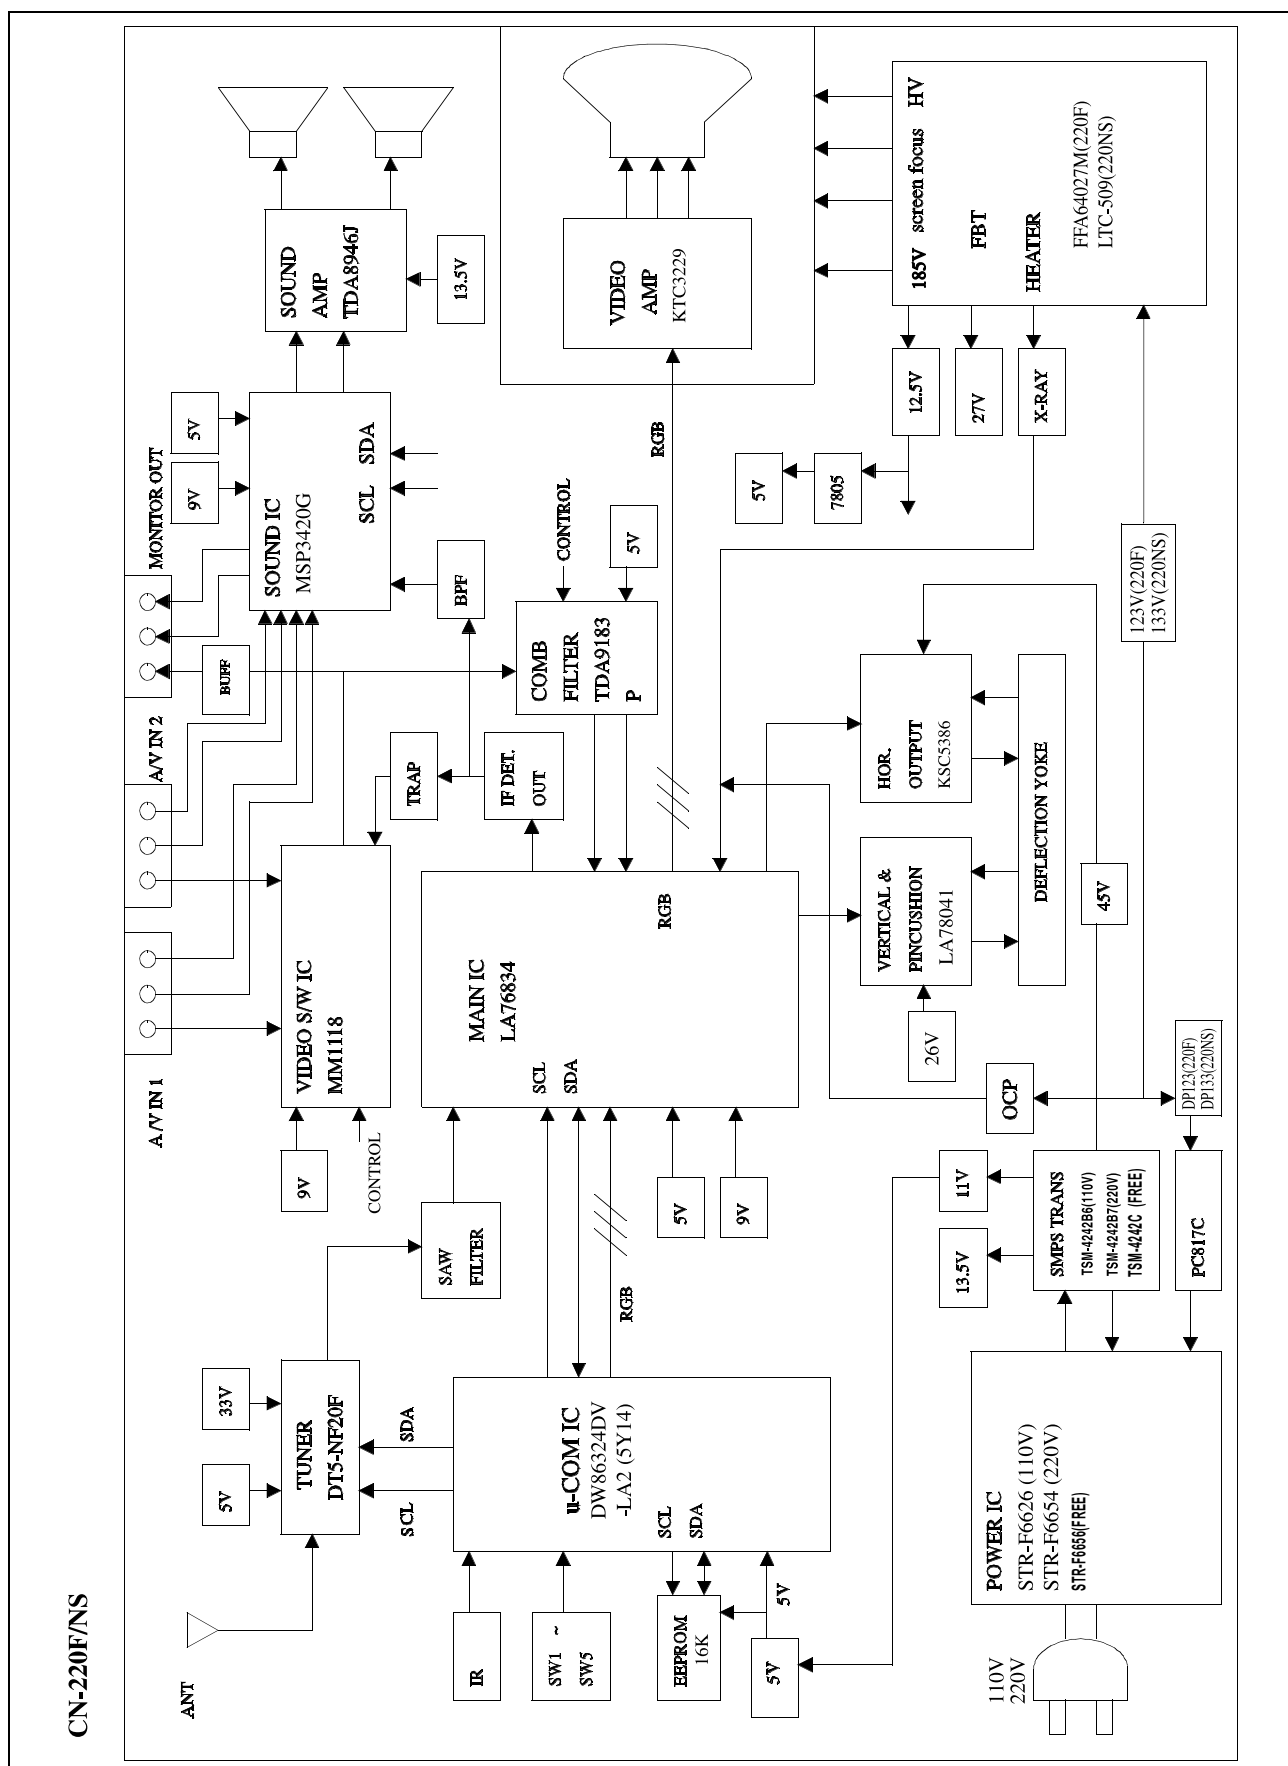 CN-220F/NS
ANT
5V
33V
TUNER
DT5-NF20F
SCL
SDA
IR
SW1 ~
SW5
u-COM IC
DW86324DV
-LA2 (5Y14)
SCL
SDA
EEPROM
16K
5V
5V
110V
220V
POWER IC
STR-F6626 (110V)
STR-F6654 (220V)
STR-F6656(FREE)
A/V IN 1
A/V IN 2
MONITOR OUT
9V
CONTROL
VIDEO S/W IC
MM1118
SAW
FILTER
RGB
5V
9V
MAIN IC
LA76834
SCL
SDA
RGB
13.5V
11V
SMPS TRANS
TSM-4242B6(110V)
TSM-4242B7(220V)
TSM-4242C (FREE)
PC817C
DP123(220F)
DP133(220NS)
OCP
26V
VERTICAL &
PINCUSHION
LA78041
HOR.
OUTPUT
KSC5386
DEFLECTION YOKE
45V
TRAP
IF DET.
OUT
BUFF
BPF
COMB
FILTER
TDA9183
P
CONTROL
5V
RGB
9V
5V
SOUND IC
MSP3420G
SCL
SDA
SOUND
AMP
TDA8946J
13.5V
VIDEO
AMP
KTC3229
5V
7805
12.5V
27V
X-RAY
123V(220F)
133V(220NS)
185V
screen
focus
HV
FBT
HEATER
FFA64027M(220F)
LTC-509(220NS)